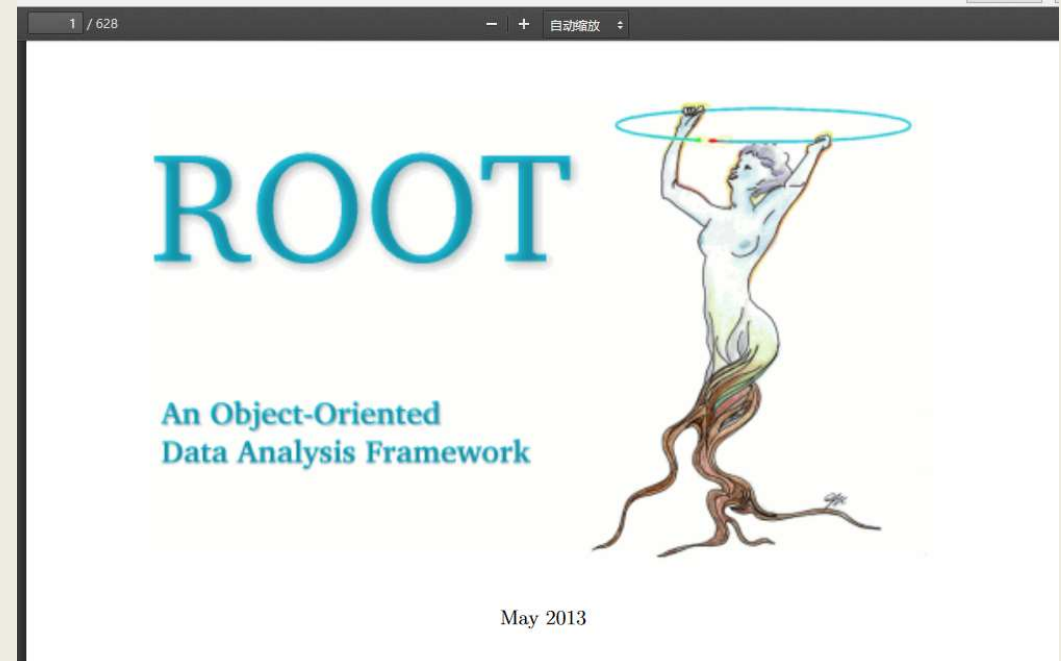 1 / 628
自动缩放
ROOT
An Object-Oriented
Data Analysis Framework
May 2013